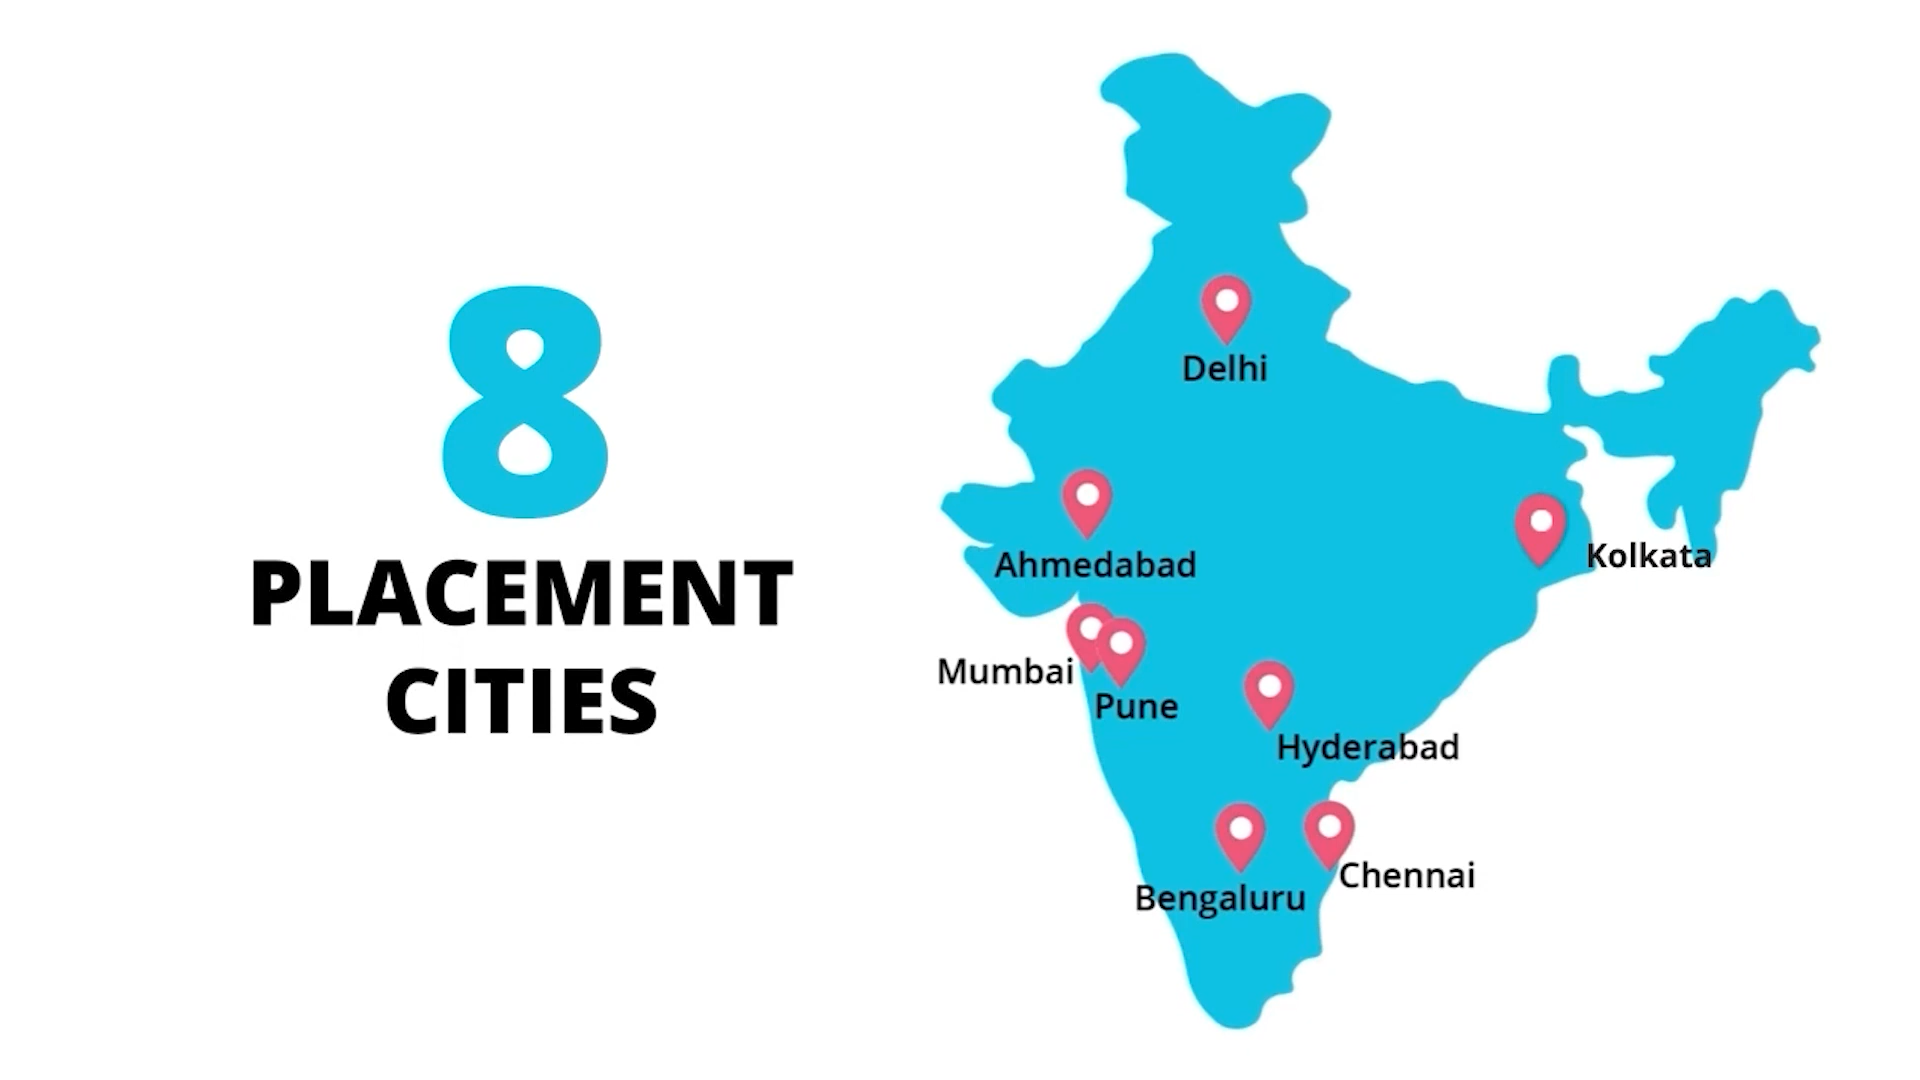 8
PLACEMENT
CITIES
Delhi
Ahmedabad
Kolkata
Mumbai
Pune
Hyderabad
Chennai
Bengaluru